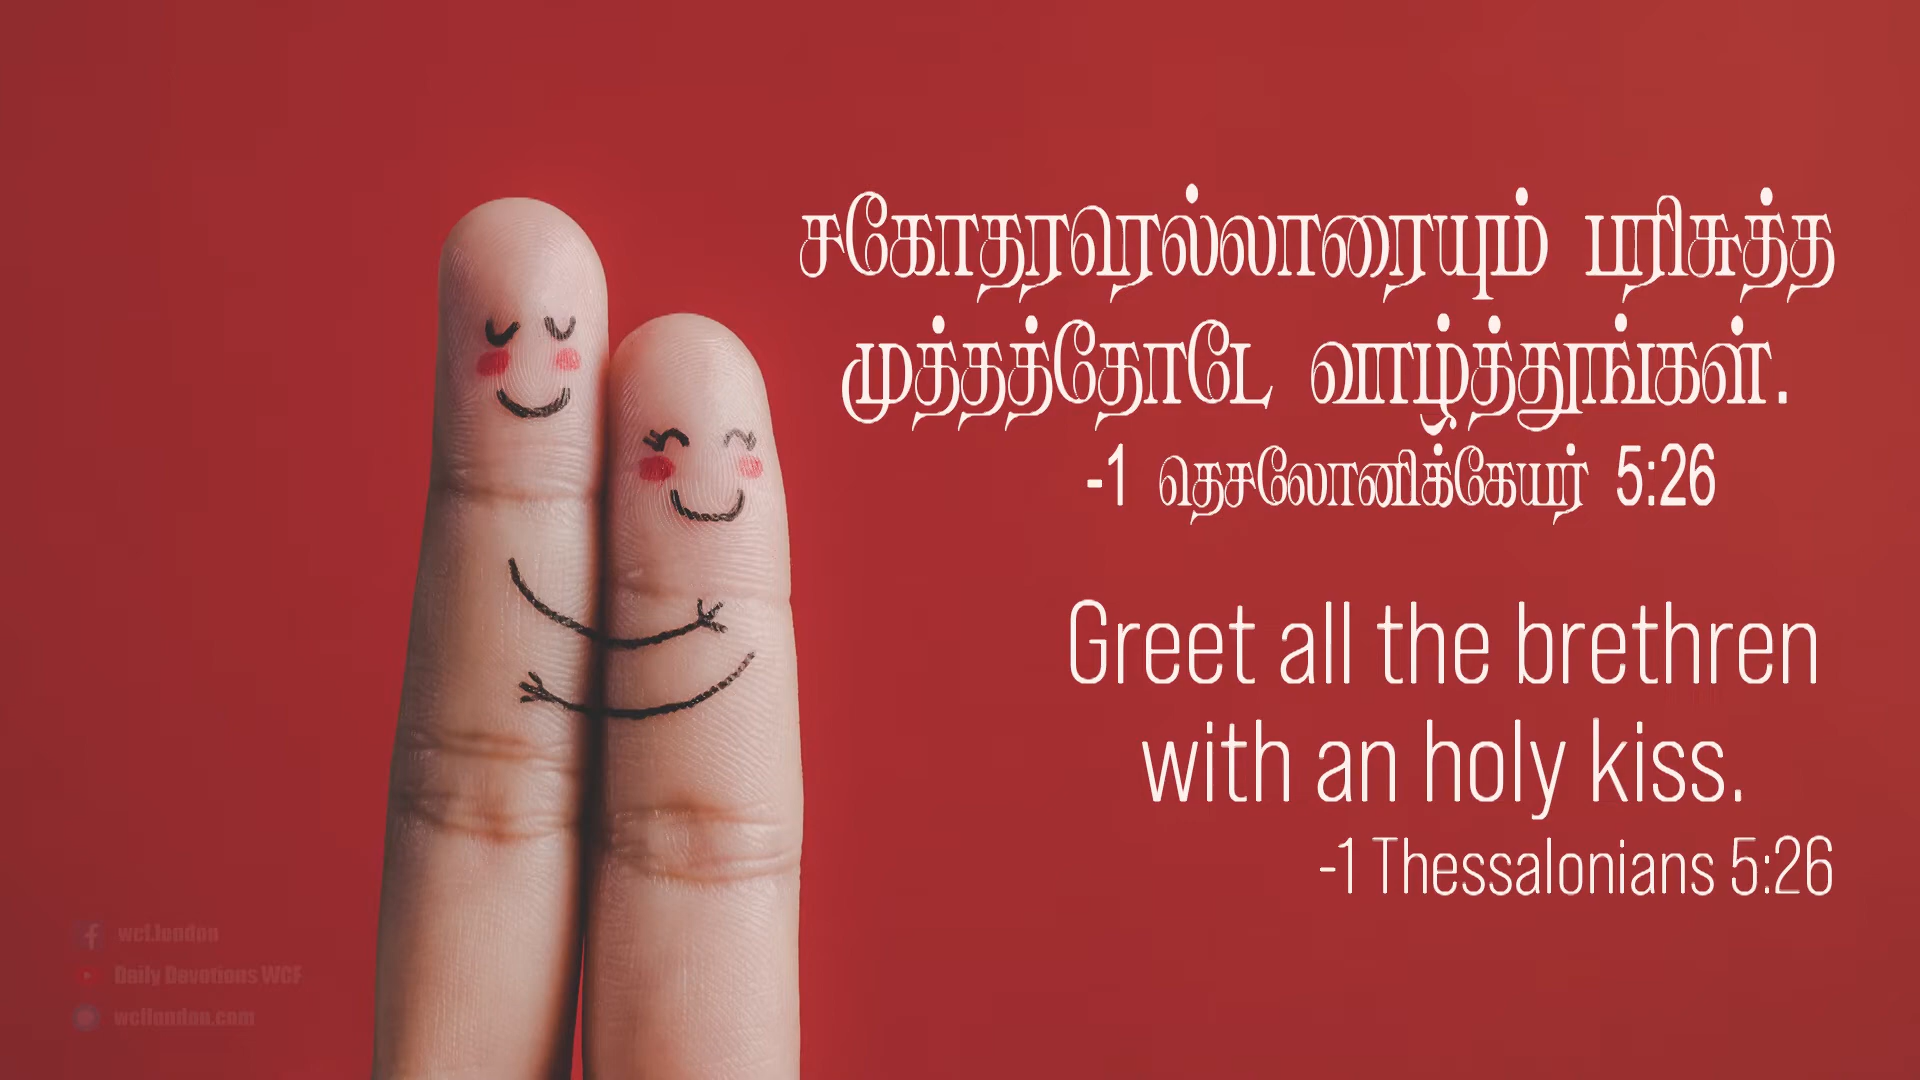 சகோதரரெல்லாரையும் பரிசுத்த
முத்தத்தோடே வாழ்த்துங்கள்.
-1 தெசலோனிக்கேயர் 5:26
Greet all the brethren
with an holy kiss.
-1 Thessalonians 5:26
wcf.london
Daily Devotions WCF
wcflondon.com